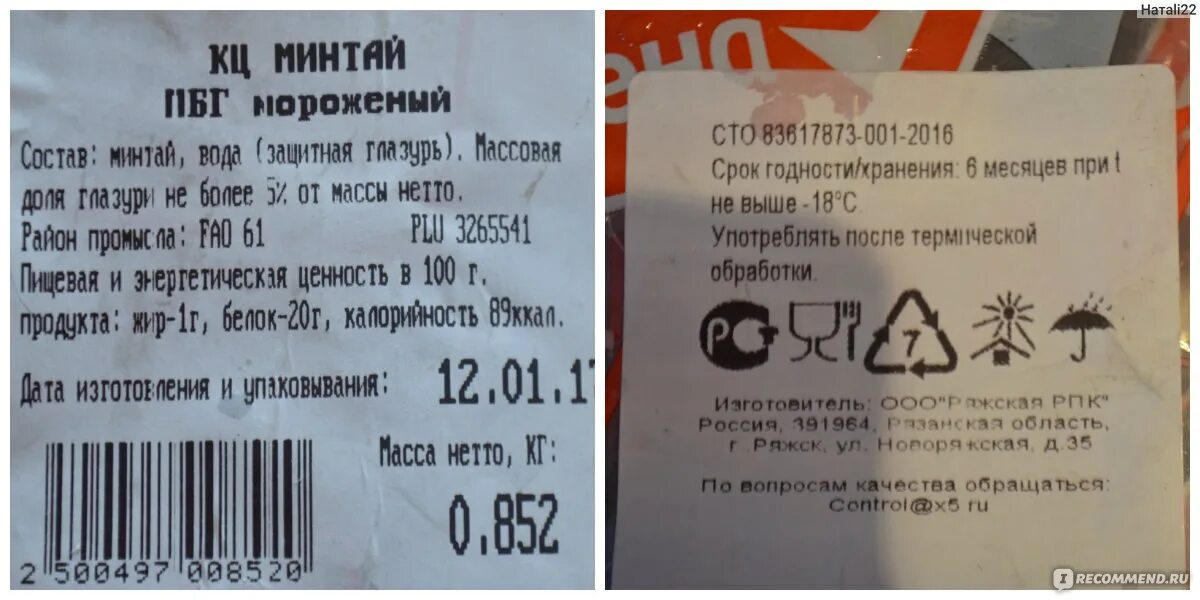 Натаli22
КЦ МИНТАЙ
ПБГ мороженый
Состав: минтай, вода (защитная глазурь). Массовая
доля глазури не более 5% от массы нетто.
Район промысла: FAO 61 PLU 3265541
Пищевая и энергетическая ценность в 100 г.
продукта: жир-1г, белок-20г, калорийность 89ккал.
Дата изготовления и упаковывания: 12.01.17
Масса нетто, КГ:
0.852
2 500497 008520
СТО 83617873-001-2016
Срок годности/хранения: 6 месяцев при t
не выше -18°С.
Употреблять после термической
обработки.
РСТ
7
Изготовитель: ООО"Ряжская РПК"
Россия, 391964, Рязанская область,
г. Ряжск, ул. Новоряжская, д.35
По вопросам качества обращаться:
Control@x5.ru
IRECOMMEND.RU